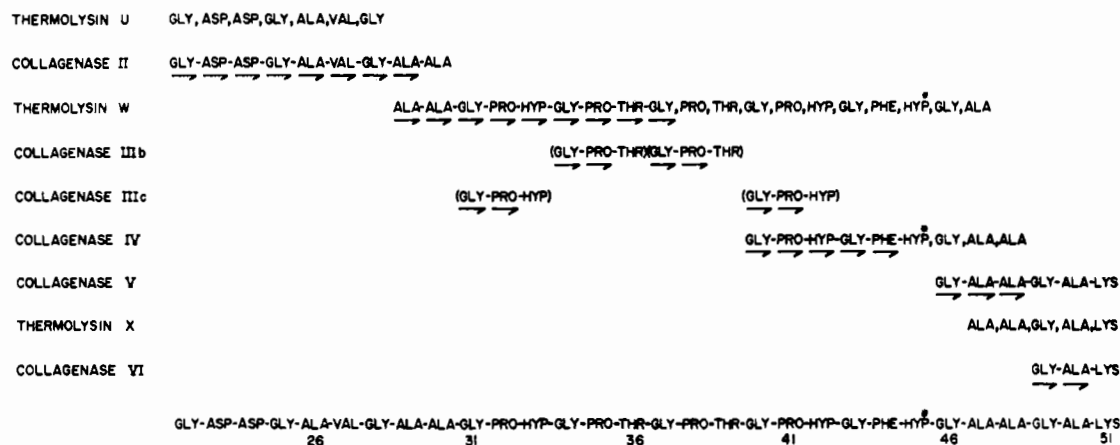 THERMOLYSIN U GLY,ASP,ASP,GLY,ALA,VAL,GLY
COLLAGENASE II GLY-ASP-ASP-GLY-ALA-VAL-GLY-ALA-ALA
THERMOLYSIN W ALA-ALA-GLY-PRO-HYP-GLY-PRO-THR-GLY,PRO,THR,GLY,PRO,HYP,GLY,PHE,HYP*,GLY,ALA
COLLAGENASE IIIb (GLY-PRO-THR)(GLY-PRO-THR)
COLLAGENASE IIIc (GLY-PRO-HYP) (GLY-PRO-HYP)
COLLAGENASE IV GLY-PRO-HYP-GLY-PHE-HYP*,GLY,ALA,ALA
COLLAGENASE V GLY-ALA-ALA-GLY-ALA-LYS
THERMOLYSIN X ALA,ALA,GLY,ALA,LYS
COLLAGENASE VI GLY-ALA-LYS
GLY-ASP-ASP-GLY-ALA-VAL-GLY-ALA-ALA-GLY-PRO-HYP-GLY-PRO-THR-GLY-PRO-THR-GLY-PRO-HYP-GLY-PHE-HYP*-GLY-ALA-ALA-GLY-ALA-LYS
26 31 36 41 46 51